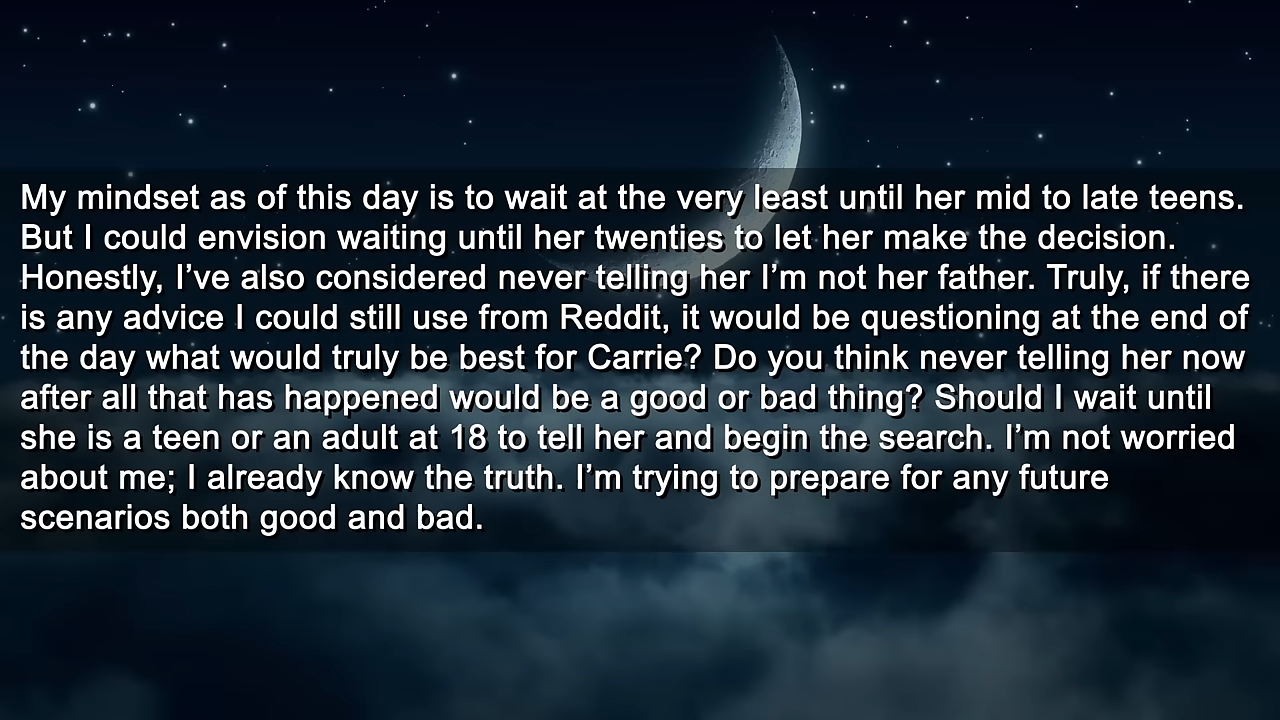 My mindset as of this day is to wait at the very least until her mid to late teens.
But I could envision waiting until her twenties to let her make the decision.
Honestly, I’ve also considered never telling her I’m not her father. Truly, if there
is any advice I could still use from Reddit, it would be questioning at the end of
the day what would truly be best for Carrie? Do you think never telling her now
after all that has happened would be a good or bad thing? Should I wait until
she is a teen or an adult at 18 to tell her and begin the search. I’m not worried
about me; I already know the truth. I’m trying to prepare for any future
scenarios both good and bad.